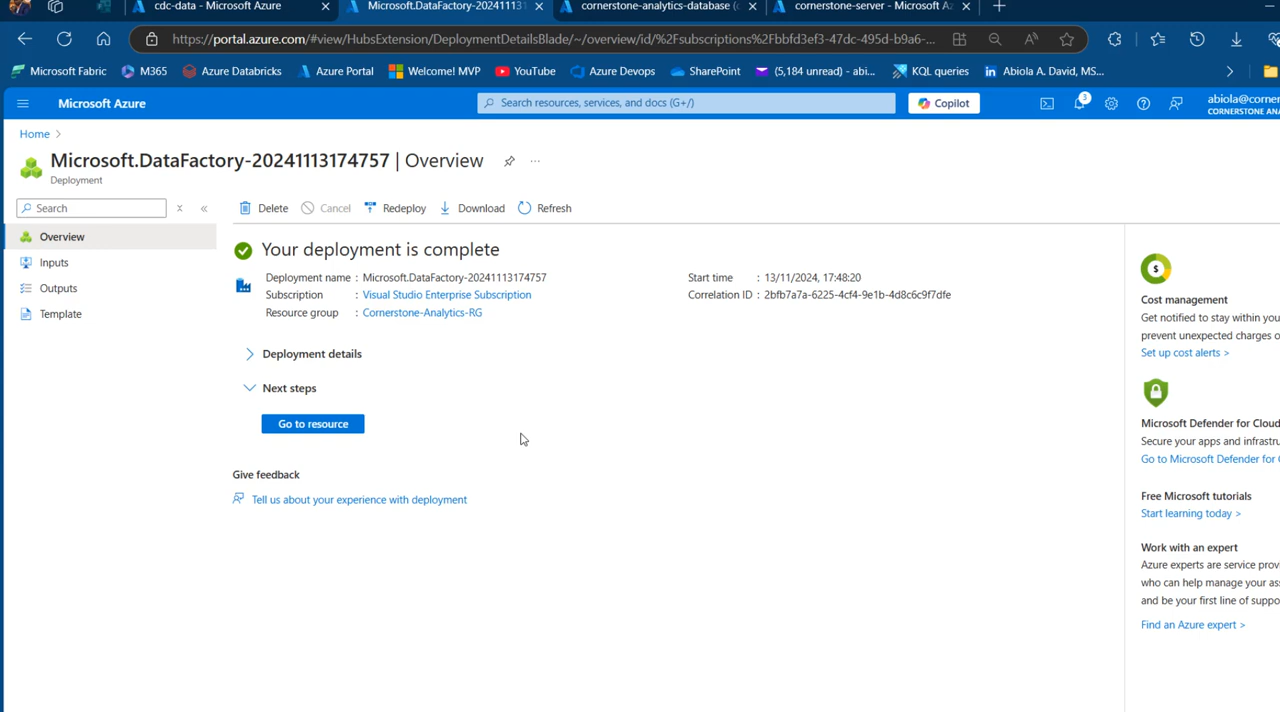 cdc-data - Microsoft Azure
Microsoft.DataFactory-20241113
cornerstone-analytics-database (
cornerstone-server - Microsoft A
https://portal.azure.com/#view/HubsExtension/DeploymentDetailsBlade/~/overview/id/%2Fsubscriptions%2Fbbfd3ef3-47dc-495d-b9a6-...
Microsoft Fabric
M365
Azure Databricks
Azure Portal
Welcome! MVP
YouTube
Azure Devops
SharePoint
(5,184 unread) - abi...
KQL queries
Abiola A. David, MS...
Microsoft Azure
Search resources, services, and docs (G+/)
Copilot
3
abiola@corner
CORNERSTONE ANA
Home
Microsoft.DataFactory-20241113174757 | Overview
Deployment
Search
Delete
Cancel
Redeploy
Download
Refresh
Overview
Inputs
Outputs
Template
Your deployment is complete
Deployment name : Microsoft.DataFactory-20241113174757
Subscription : Visual Studio Enterprise Subscription
Resource group : Cornerstone-Analytics-RG
Start time : 13/11/2024, 17:48:20
Correlation ID : 2bfb7a7a-6225-4cf4-9e1b-4d8c6c9f7dfe
Deployment details
Next steps
Go to resource
Give feedback
Tell us about your experience with deployment
Cost management
Get notified to stay within you
prevent unexpected charges o
Set up cost alerts >
Microsoft Defender for Cloud
Secure your apps and infrastru
Go to Microsoft Defender for C
Free Microsoft tutorials
Start learning today >
Work with an expert
Azure experts are service provi
who can help manage your ass
and be your first line of suppo
Find an Azure expert >